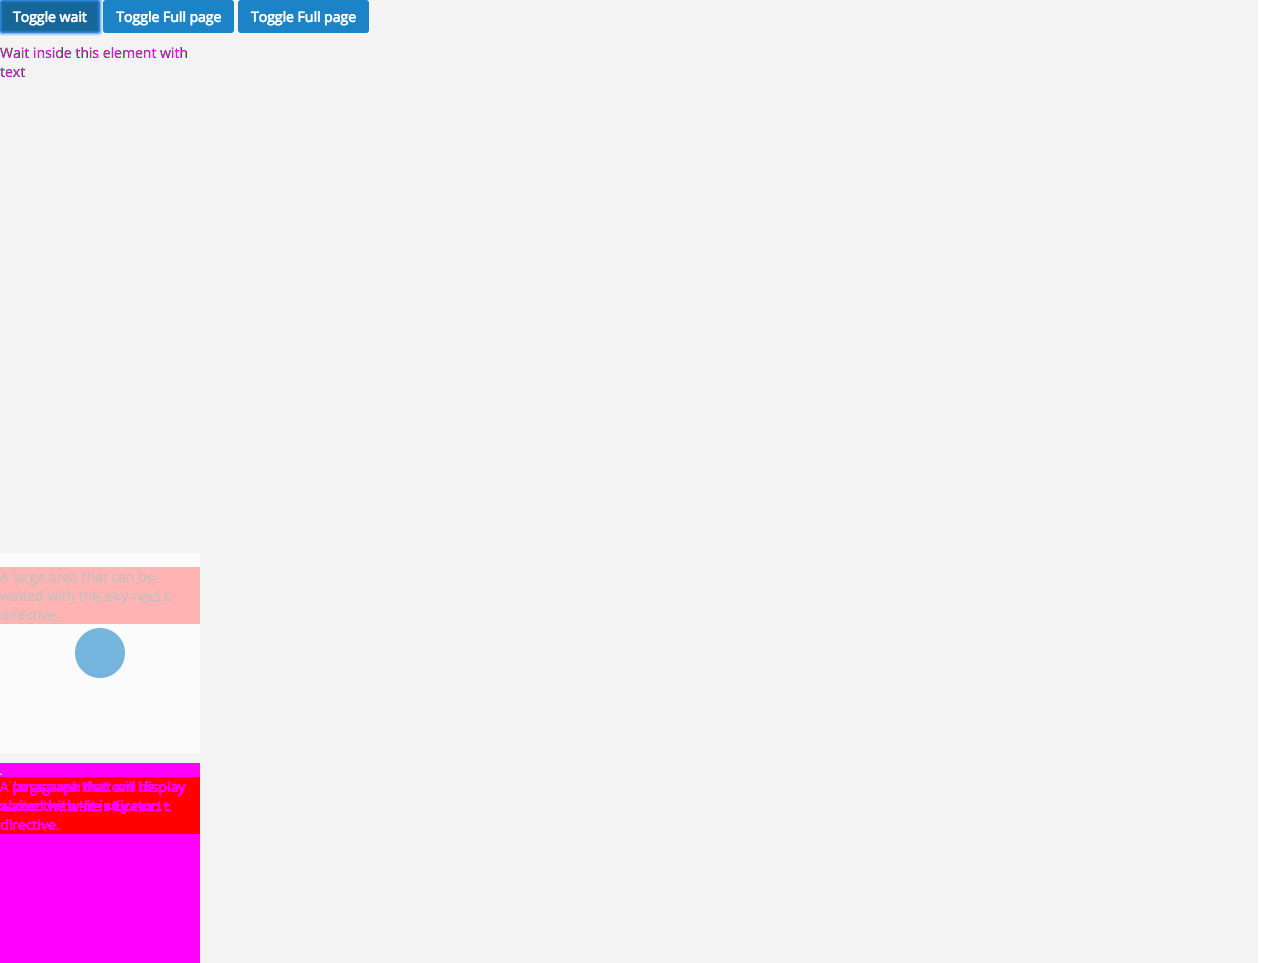 Toggle wait Toggle Full page Toggle Full page
Wait inside this element with
text
A large area that can be
waited with the sky-wait
directive.
A
directive.